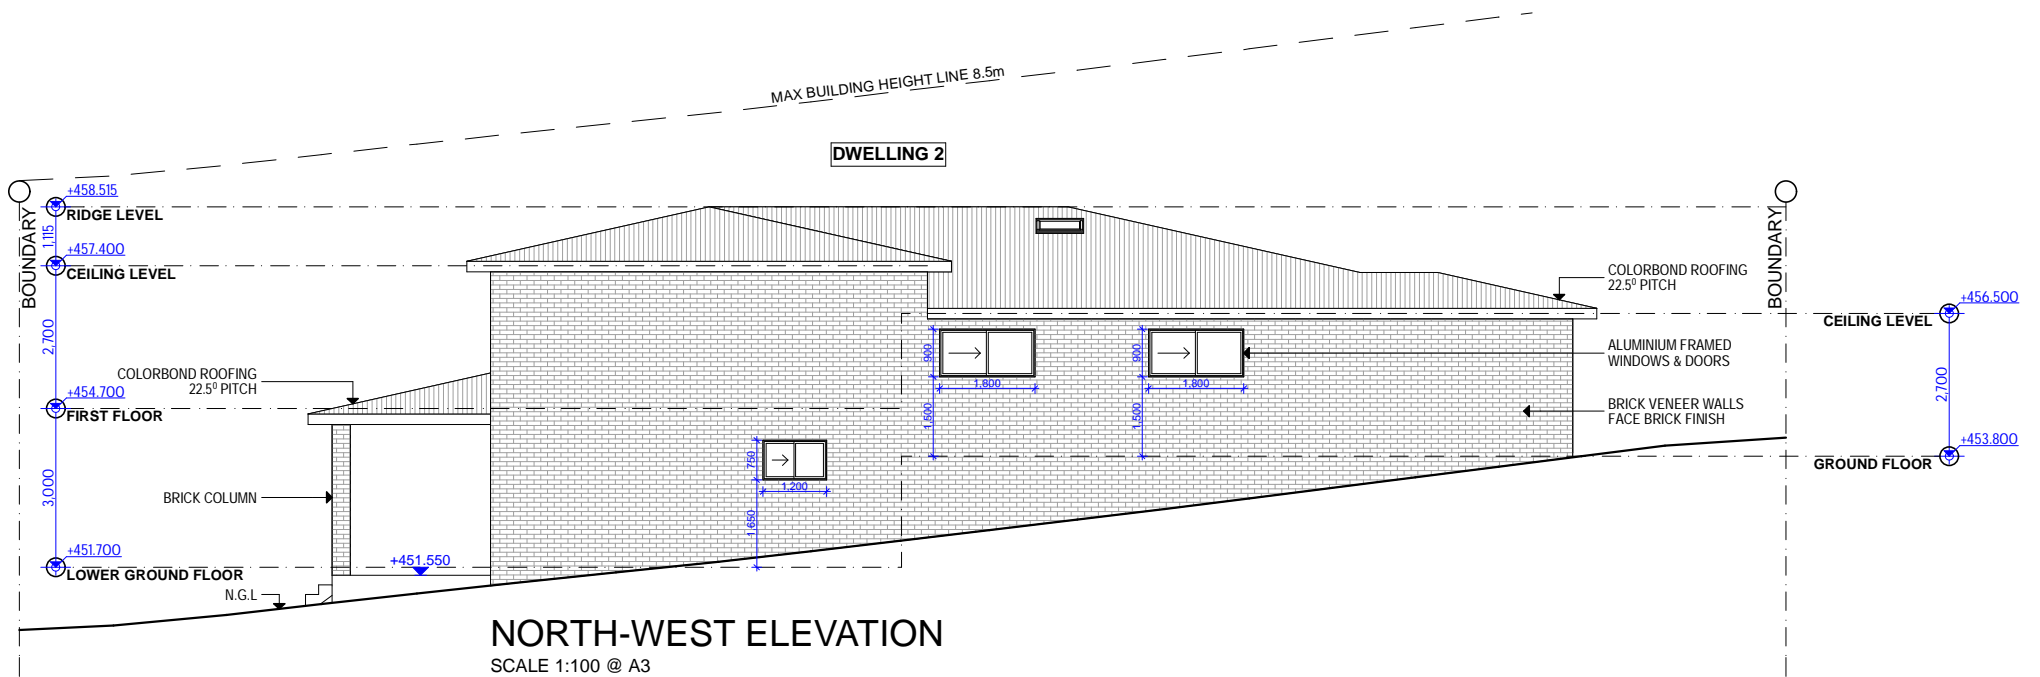 MAX BUILDING HEIGHT LINE 8.5m
DWELLING 2
BOUNDARY
+458.515
RIDGE LEVEL
1,115
+457.400
CEILING LEVEL
2,700
+454.700
FIRST FLOOR
3,000
+451.700
LOWER GROUND FLOOR
N.G.L
COLORBOND ROOFING
22.5⁰ PITCH
BRICK COLUMN
+451.550
750
1,200
1,650
900
1,800
1,500
900
1,800
1,500
COLORBOND ROOFING
22.5⁰ PITCH
ALUMINIUM FRAMED
WINDOWS & DOORS
BRICK VENEER WALLS
FACE BRICK FINISH
BOUNDARY
+456.500
CEILING LEVEL
2,700
+453.800
GROUND FLOOR
NORTH-WEST ELEVATION
SCALE 1:100 @ A3